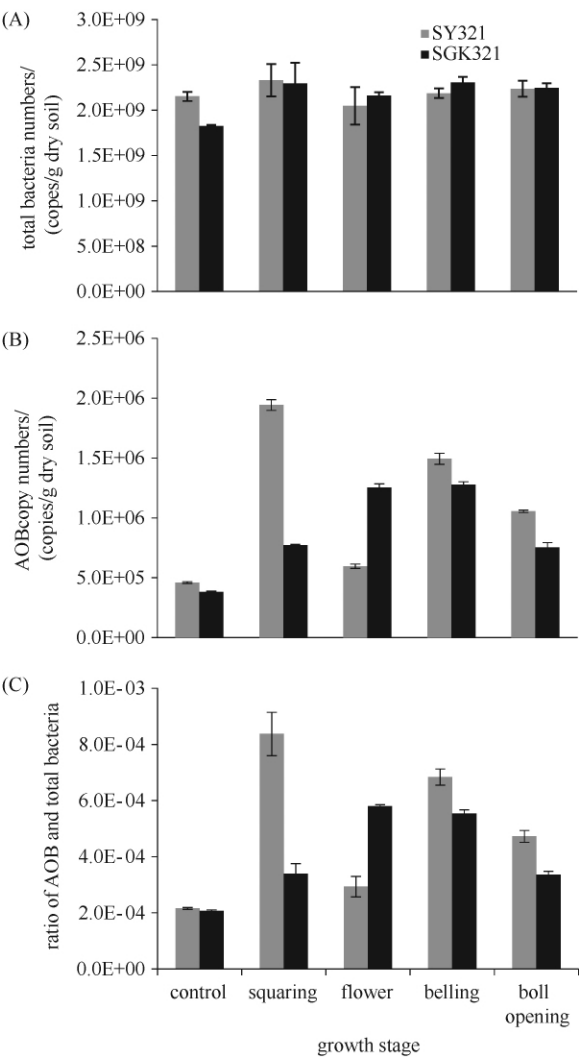 (A)
total bacteria numbers/
(copes/g dry soil)
3.0E+09
2.5E+09
2.0E+09
1.5E+09
1.0E+09
5.0E+08
0.0E+00
SY321
SGK321
(B)
AOBcopy numbers/
(copies/g dry soil)
2.5E+06
2.0E+06
1.5E+06
1.0E+06
5.0E+05
0.0E+00
(C)
ratio of AOB and total bacteria
1.0E-03
8.0E-04
6.0E-04
4.0E-04
2.0E-04
0.0E+00
control squaring flower belling boll
opening
growth stage